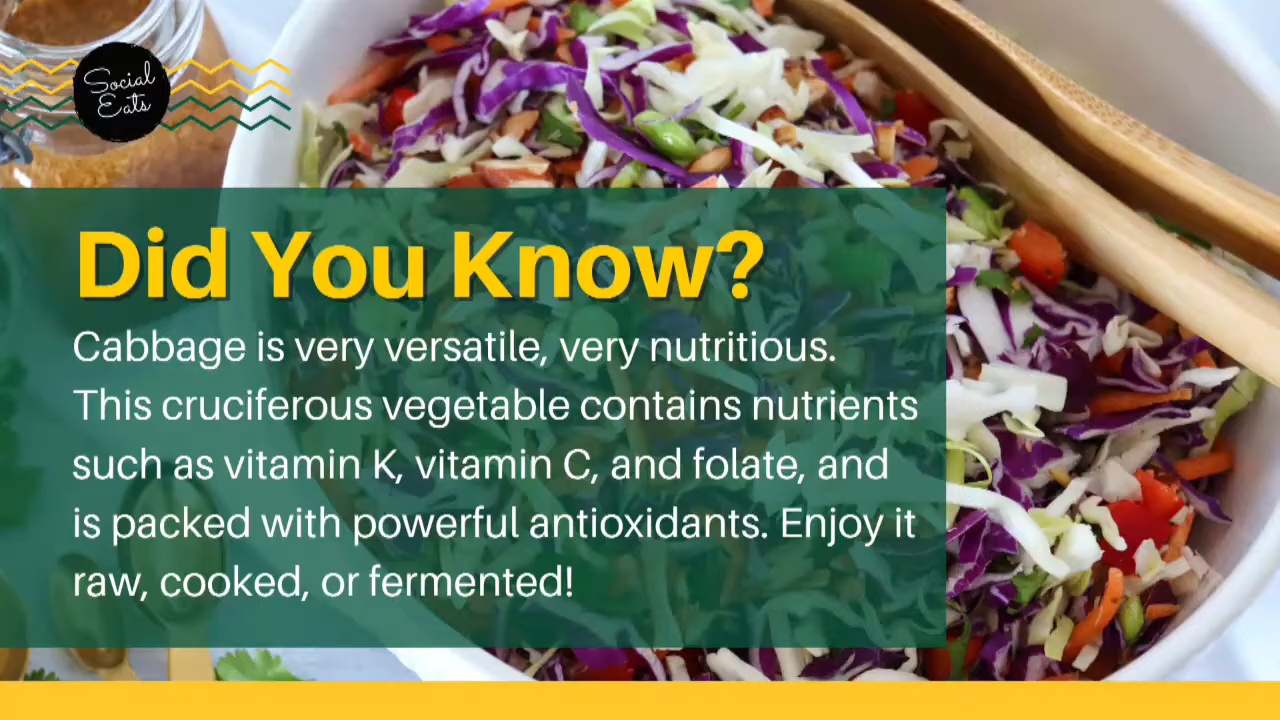 Social
Eats
Did You Know?
Cabbage is very versatile, very nutritious.
This cruciferous vegetable contains nutrients
such as vitamin K, vitamin C, and folate, and
is packed with powerful antioxidants. Enjoy it
raw, cooked, or fermented!